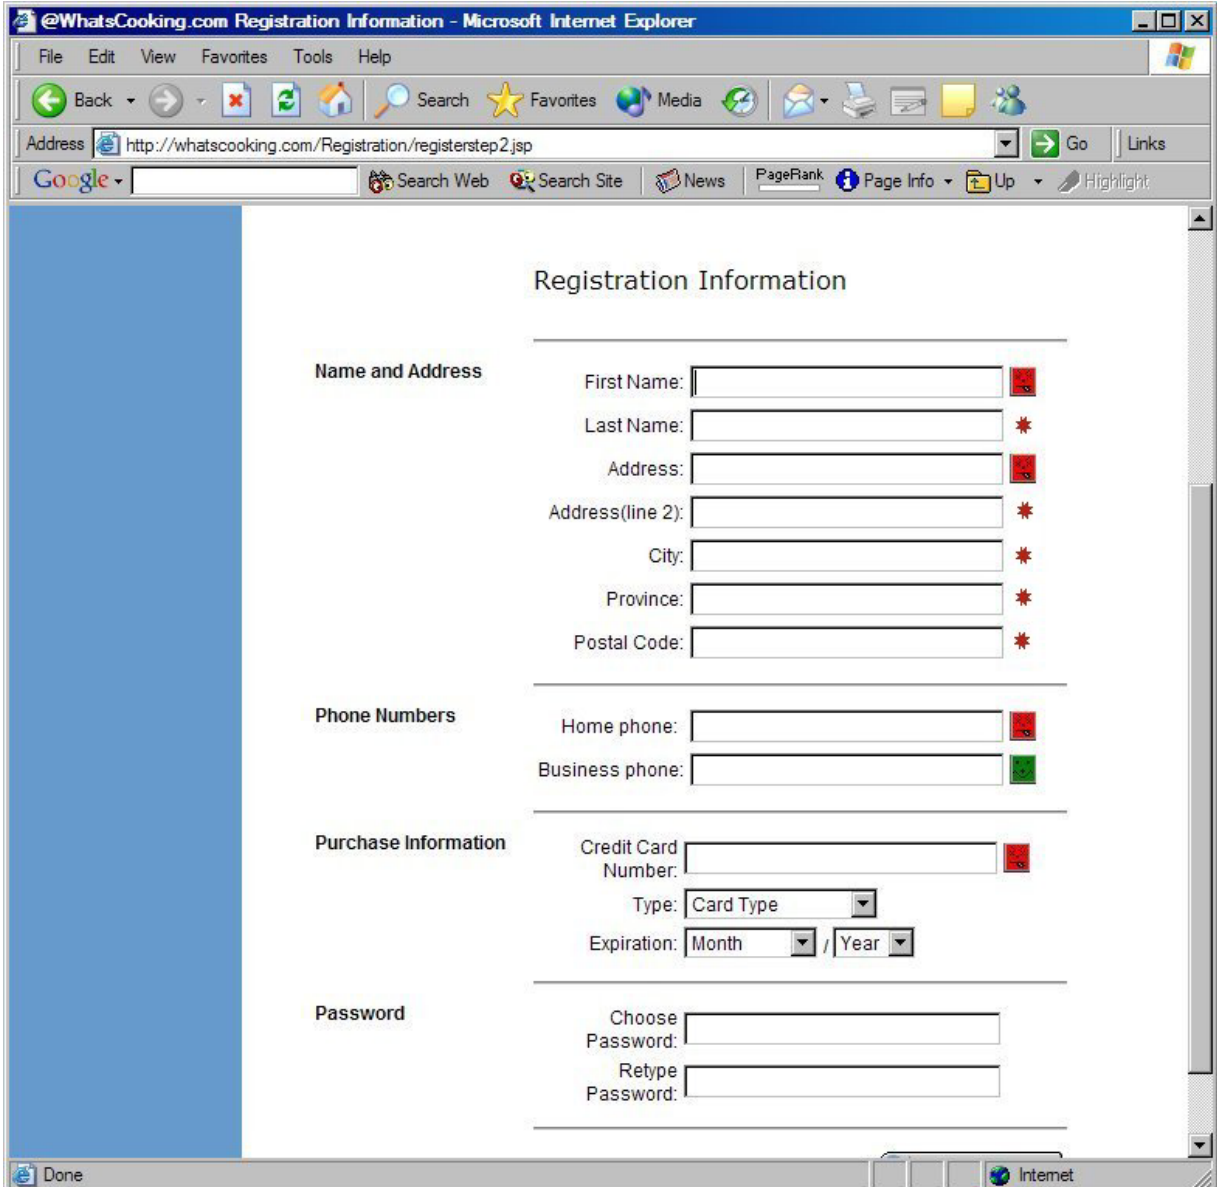 @WhatsCooking.com Registration Information - Microsoft Internet Explorer
File Edit View Favorites Tools Help
Back Search Favorites Media
Address http://whatscooking.com/Registration/registerstep2.jsp Go Links
Google Search Web Search Site News PageRank Page Info Up Highlight
Registration Information
Name and Address
First Name:
Last Name:
Address:
Address(line 2):
City:
Province:
Postal Code:
Phone Numbers
Home phone:
Business phone:
Purchase Information
Credit Card
Number:
Type: Card Type
Expiration: Month / Year
Password
Choose
Password:
Retype
Password:
Done Internet